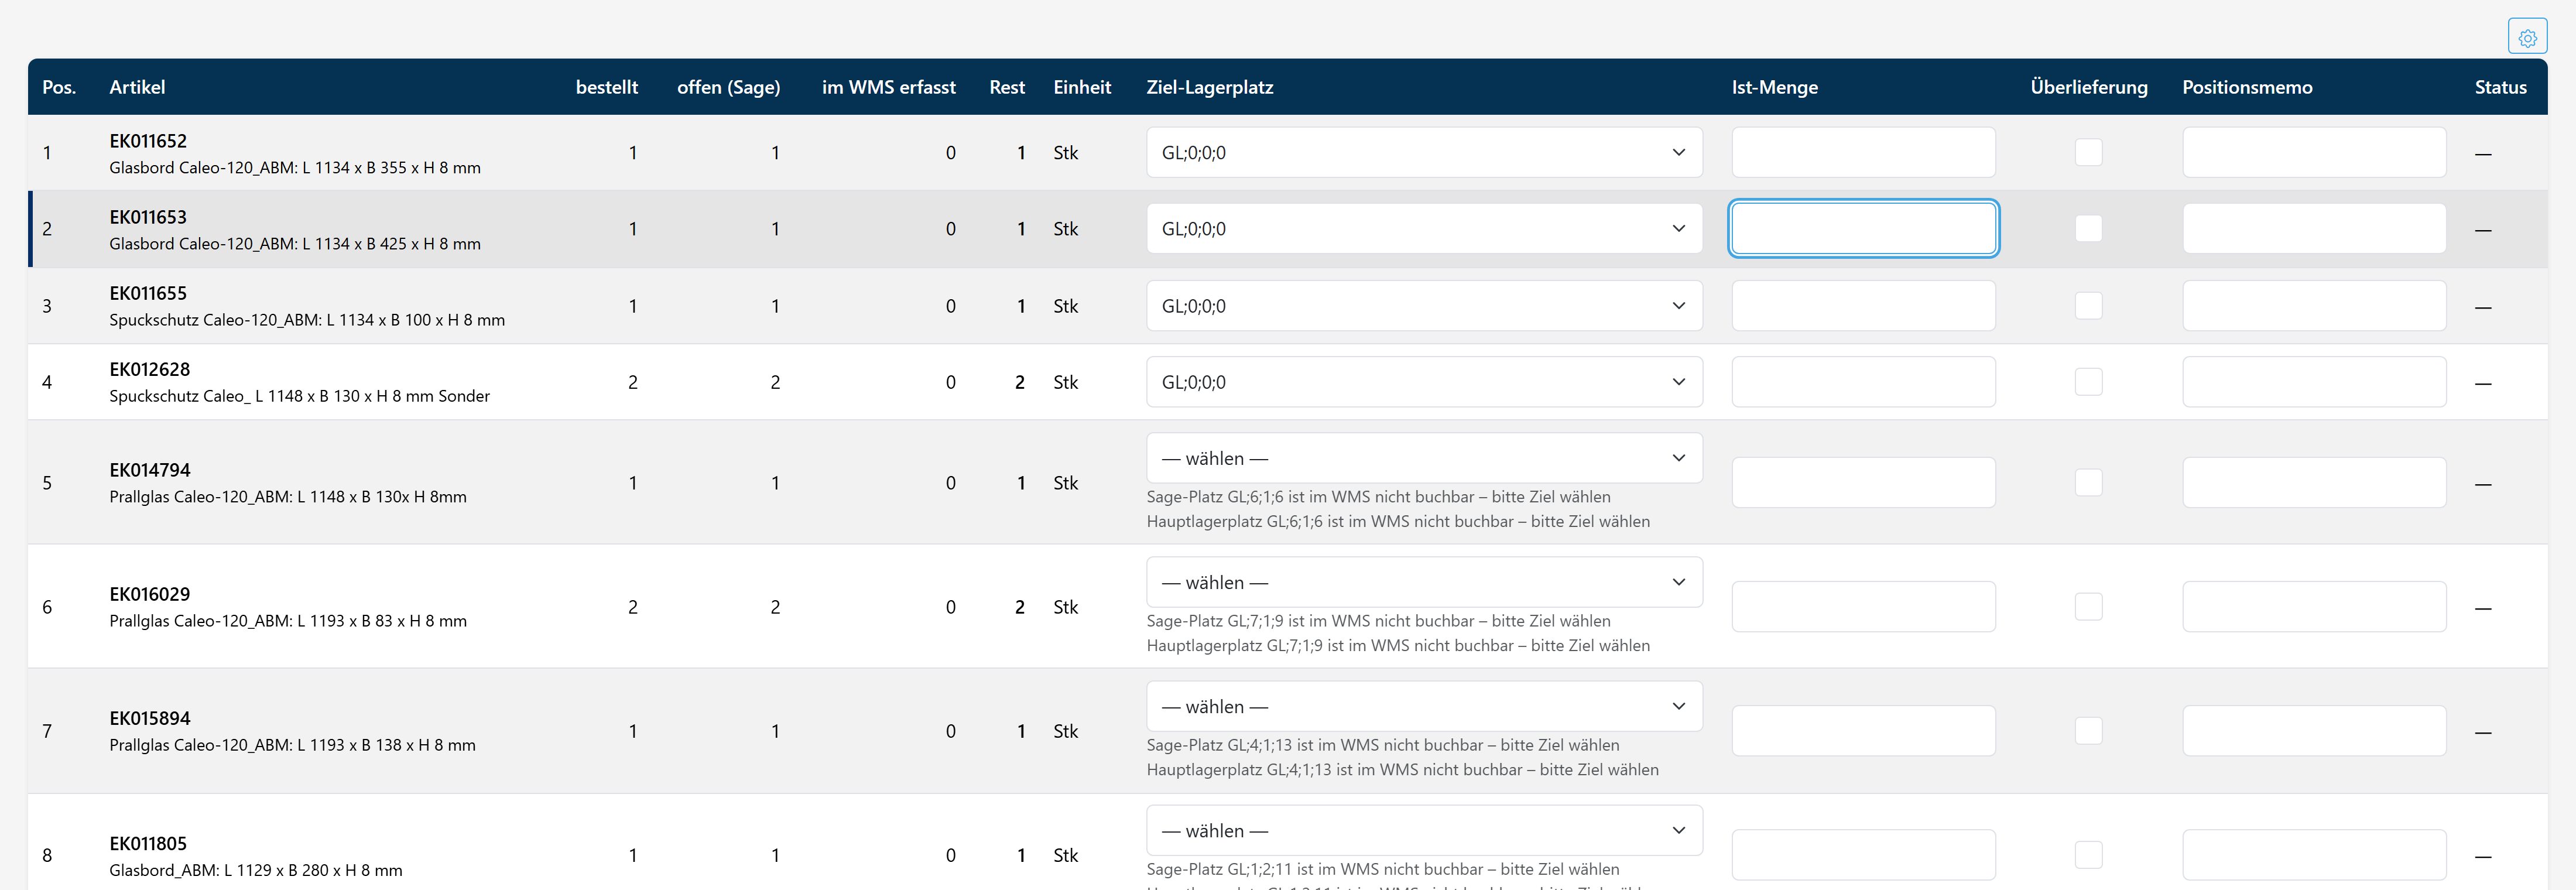 Pos. Artikel bestellt offen (Sage) im WMS erfasst Rest Einheit Ziel-Lagerplatz Ist-Menge Überlieferung Positionsmemo Status
1 EK011652 1 1 0 1 Stk GL;0;0;0 —
Glasbord Caleo-120_ABM: L 1134 x B 355 x H 8 mm
2 EK011653 1 1 0 1 Stk GL;0;0;0 —
Glasbord Caleo-120_ABM: L 1134 x B 425 x H 8 mm
3 EK011655 1 1 0 1 Stk GL;0;0;0 —
Spuckschutz Caleo-120_ABM: L 1134 x B 100 x H 8 mm
4 EK012628 2 2 0 2 Stk GL;0;0;0 —
Spuckschutz Caleo_ L 1148 x B 130 x H 8 mm Sonder
5 EK014794 1 1 0 1 Stk — wählen — —
Prallglas Caleo-120_ABM: L 1148 x B 130x H 8mm
Sage-Platz GL;6;1;6 ist im WMS nicht buchbar – bitte Ziel wählen
Hauptlagerplatz GL;6;1;6 ist im WMS nicht buchbar – bitte Ziel wählen
6 EK016029 2 2 0 2 Stk — wählen — —
Prallglas Caleo-120_ABM: L 1193 x B 83 x H 8 mm
Sage-Platz GL;7;1;9 ist im WMS nicht buchbar – bitte Ziel wählen
Hauptlagerplatz GL;7;1;9 ist im WMS nicht buchbar – bitte Ziel wählen
7 EK015894 1 1 0 1 Stk — wählen — —
Prallglas Caleo-120_ABM: L 1193 x B 138 x H 8 mm
Sage-Platz GL;4;1;13 ist im WMS nicht buchbar – bitte Ziel wählen
Hauptlagerplatz GL;4;1;13 ist im WMS nicht buchbar – bitte Ziel wählen
8 EK011805 1 1 0 1 Stk — wählen — —
Glasbord_ABM: L 1129 x B 280 x H 8 mm
Sage-Platz GL;1;2;11 ist im WMS nicht buchbar – bitte Ziel wählen